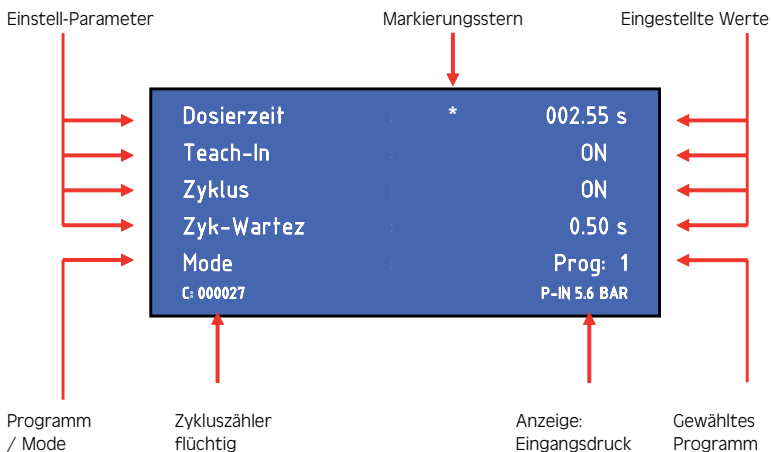 Einstell-Parameter Markierungsstern Eingestellte Werte
Dosierzeit : * 002.55 s
Teach-In : ON
Zyklus : ON
Zyk-Wartez : 0.50 s
Mode : Prog: 1
C: 000027 P-IN 5.6 BAR
Programm Zykluszähler Anzeige: Gewähltes
/ Mode flüchtig Eingangsdruck Programm